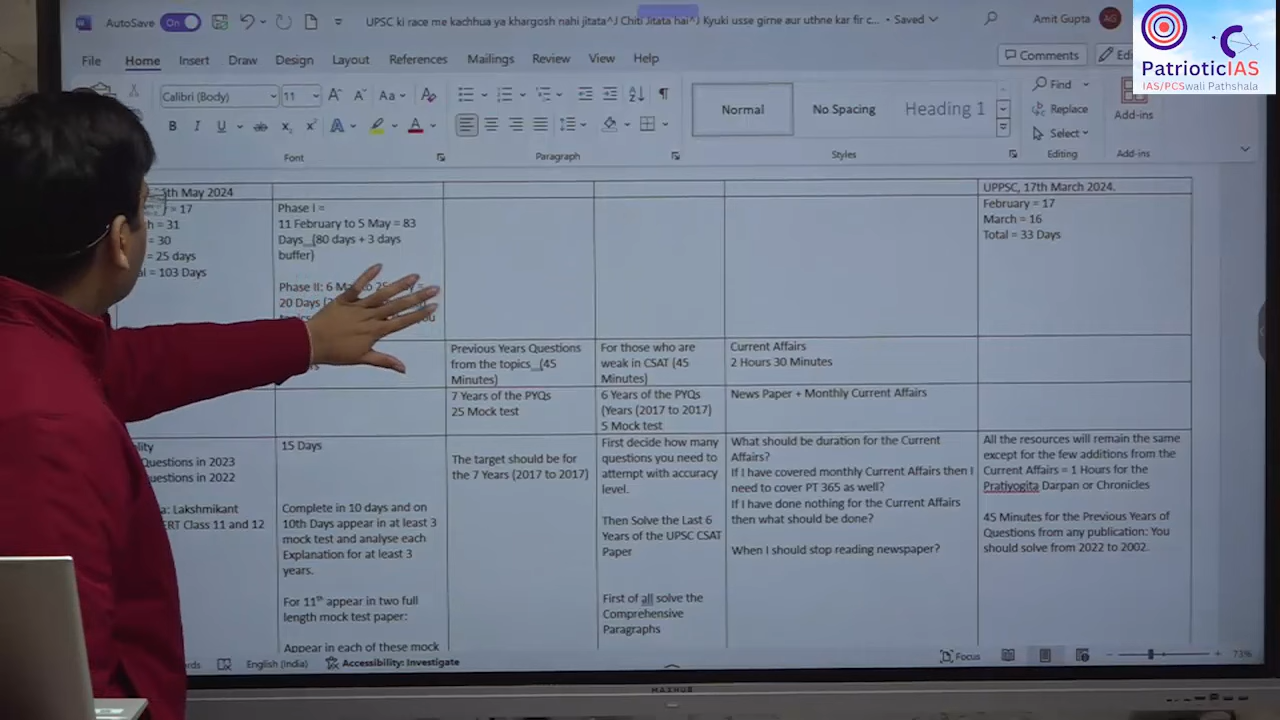 AutoSave On
UPSC ki race me kachhua ya khargosh nahi jitata^J Chiti Jitata hai^J Kyuki usse girne aur uthne kar fir c... • Saved
Amit Gupta AG
PatrioticIAS
IAS/PCSwali Pathshala
File Home Insert Draw Design Layout References Mailings Review View Help
Comments
Calibri (Body) 11
Normal No Spacing Heading 1
Find
Replace
Select
Add-ins
Font Paragraph Styles Editing Add-ins
5th May 2024
= 17
= 31
= 30
= 25 days
= 103 Days
Phase I =
11 February to 5 May = 83
Days_(80 days + 3 days
buffer)
Phase II: 6
20 Days
UPPSC, 17th March 2024.
February = 17
March = 16
Total = 33 Days
Previous Years Questions
from the topics_(45
Minutes)
For those who are
weak in CSAT (45
Minutes)
Current Affairs
2 Hours 30 Minutes
7 Years of the PYQs
25 Mock test
6 Years of the PYQs
(Years (2017 to 2017)
5 Mock test
News Paper + Monthly Current Affairs
Questions in 2023
uestions in 2022
Lakshmikant
Class 11 and 12
15 Days
Complete in 10 days and on
10th Days appear in at least 3
mock test and analyse each
Explanation for at least 3
years.
For 11th appear in two full
length mock test paper:
Appear in each of these mock
The target should be for
the 7 Years (2017 to 2017)
First decide how many
questions you need to
attempt with accuracy
level.
Then Solve the Last 6
Years of the UPSC CSAT
Paper
First of all solve the
Comprehensive
Paragraphs
What should be duration for the Current
Affairs?
If I have covered monthly Current Affairs then I
need to cover PT 365 as well?
If I have done nothing for the Current Affairs
then what should be done?
When I should stop reading newspaper?
All the resources will remain the same
except for the few additions from the
Current Affairs = 1 Hours for the
Pratiyogita Darpan or Chronicles
45 Minutes for the Previous Years of
Questions from any publication: You
should solve from 2022 to 2002.
English (India)
Accessibility: Investigate
Focus
73%
MAXHUB